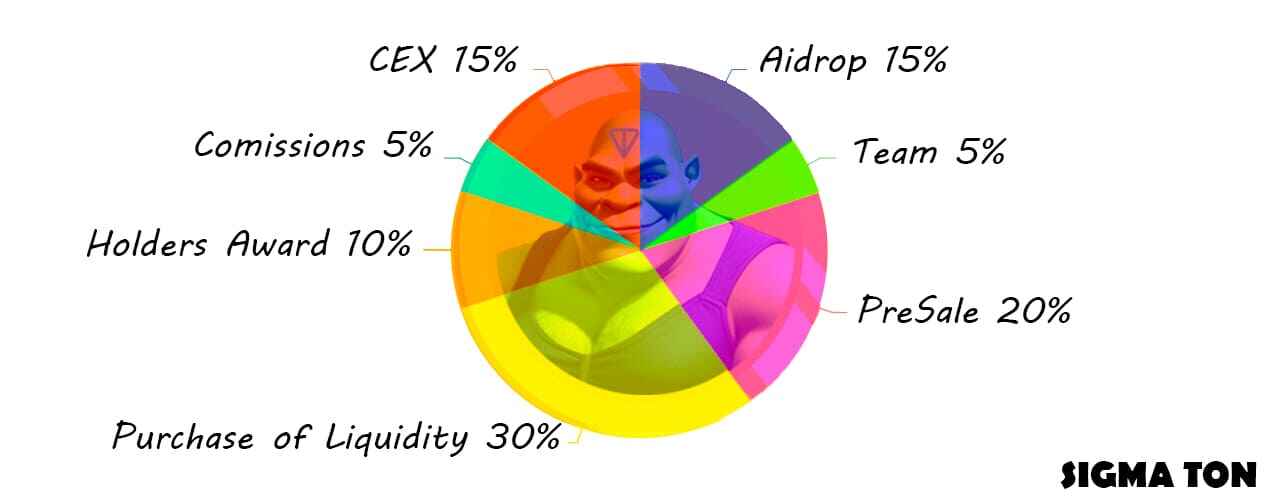 CEX 15%
Aidrop 15%
Comissions 5%
Team 5%
Holders Award 10%
PreSale 20%
Purchase of Liquidity 30%
SIGMA TON